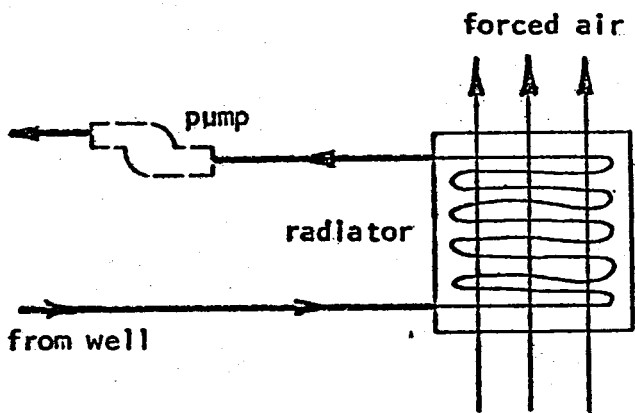 forced air
pump
radiator
from well